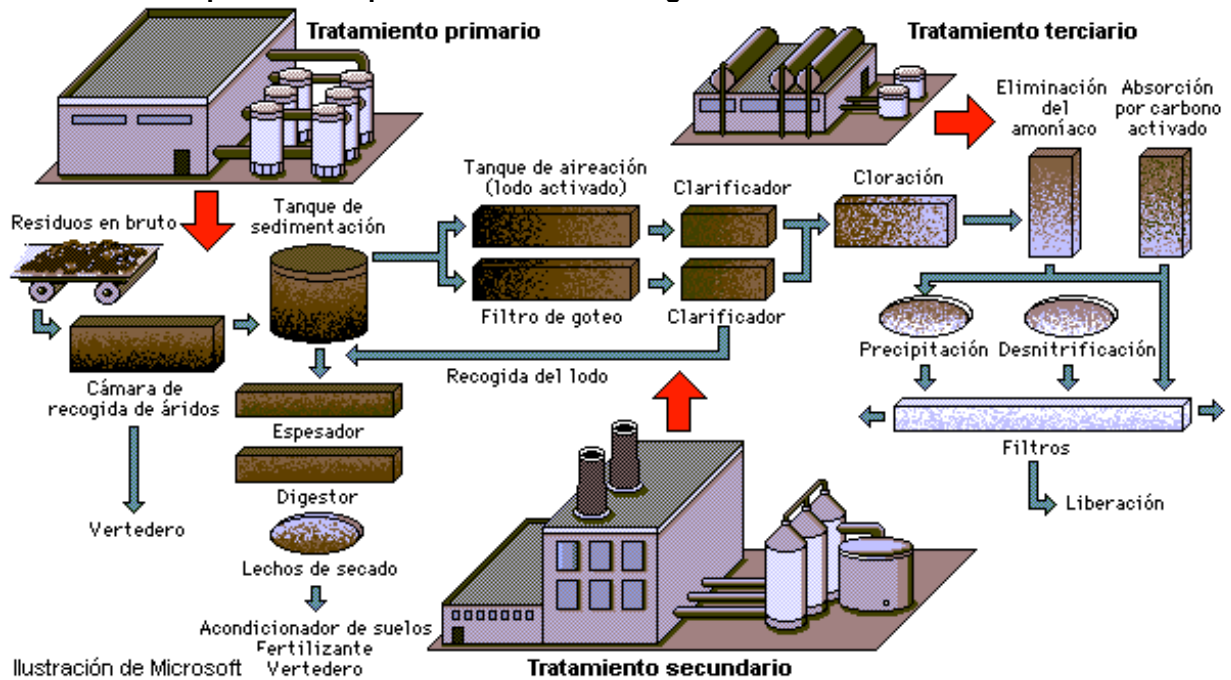 Tratamiento primario
Tratamiento terciario
Eliminación
del
amoníaco
Absorción
por carbono
activado
Tanque de aireación
(lodo activado)
Clarificador
Cloración
Tanque de
sedimentación
Residuos en bruto
Filtro de goteo
Clarificador
Precipitación
Desnitrificación
Recogida del lodo
Cámara de
recogida de áridos
Espesador
Filtros
Digestor
Liberación
Vertedero
Lechos de secado
Acondicionador de suelos
Fertilizante
Vertedero
Ilustración de Microsoft
Tratamiento secundario